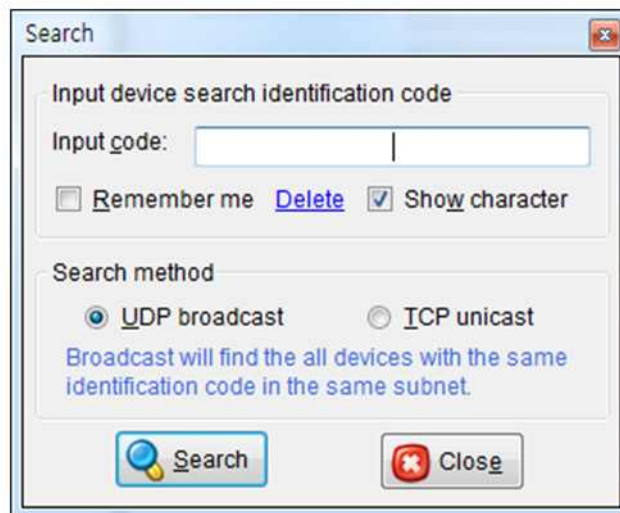 Search
Input device search identification code
Input code:
Remember me Delete Show character
Search method
UDP broadcast TCP unicast
Broadcast will find the all devices with the same
identification code in the same subnet.
Search Close